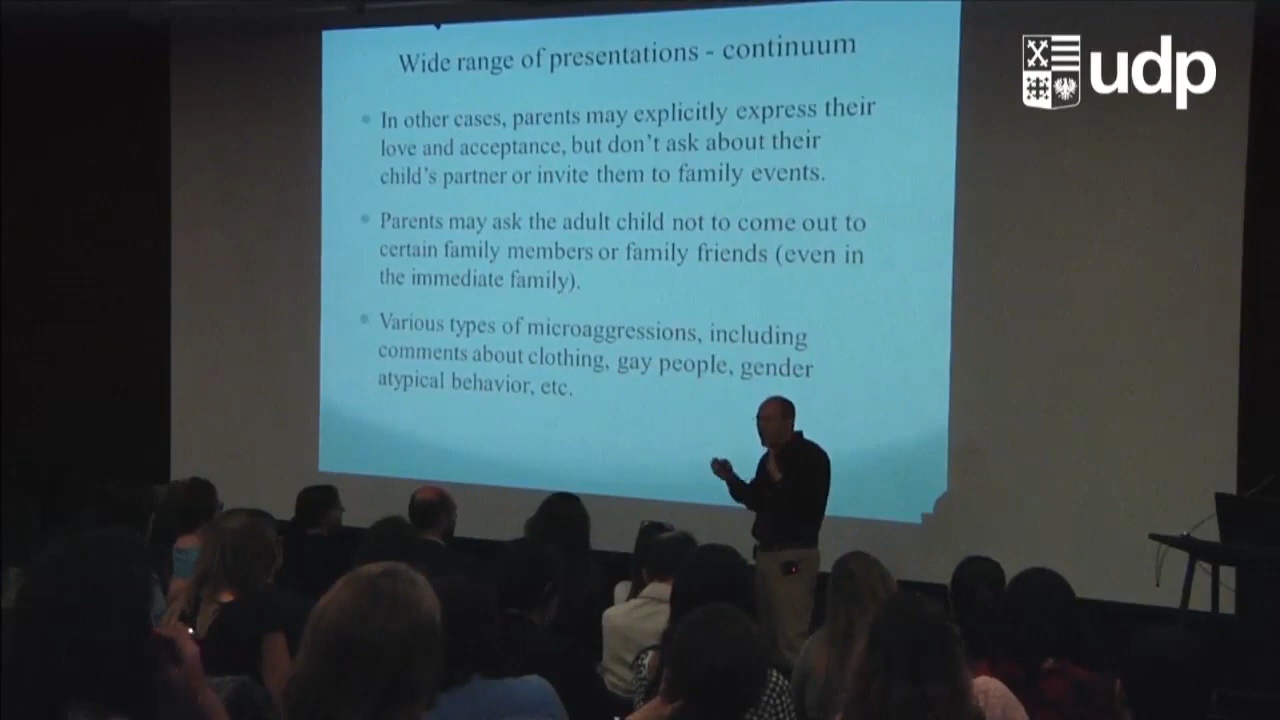 Wide range of presentations - continuum
In other cases, parents may explicitly express their
love and acceptance, but don't ask about their
child's partner or invite them to family events.
Parents may ask the adult child not to come out to
certain family members or family friends (even in
the immediate family).
Various types of microaggressions, including
comments about clothing, gay people, gender
atypical behavior, etc.
udp